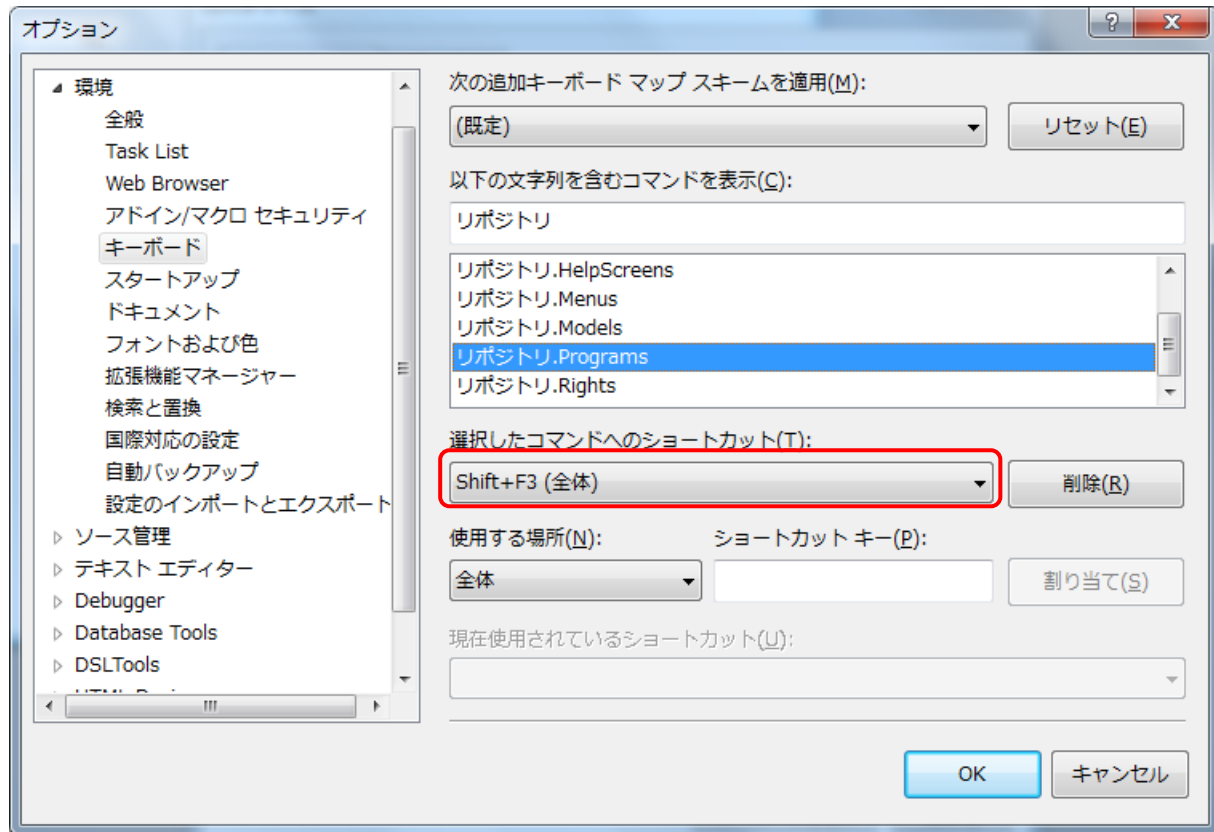 オプション
環境
全般
Task List
Web Browser
アドイン/マクロ セキュリティ
キーボード
スタートアップ
ドキュメント
フォントおよび色
拡張機能マネージャー
検索と置換
国際対応の設定
自動バックアップ
設定のインポートとエクスポート
ソース管理
テキスト エディター
Debugger
Database Tools
DSLTools
次の追加キーボード マップ スキームを適用(M):
(既定)
リセット(E)
以下の文字列を含むコマンドを表示(C):
リポジトリ
リポジトリ.HelpScreens
リポジトリ.Menus
リポジトリ.Models
リポジトリ.Programs
リポジトリ.Rights
選択したコマンドへのショートカット(T):
Shift+F3 (全体)
削除(R)
使用する場所(N):
ショートカット キー(P):
全体
割り当て(S)
現在使用されているショートカット(U):
OK
キャンセル